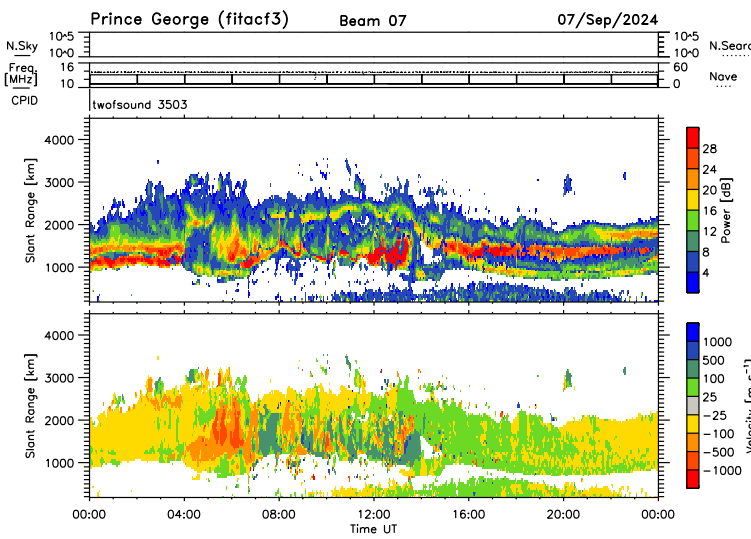 Prince George (fitacf3) Beam 07 07/Sep/2024
N.Sky 10^5 10^0 10^5 10^0 N.Sear
Freq. [MHz] 16 10 60 0 Nave
CPID twofsound 3503
Slant Range [km] 4000 3000 2000 1000
28 24 20 16 12 8 4 Power [dB]
Slant Range [km] 4000 3000 2000 1000
1000 500 100 25 -25 -100 -500 -1000 Velocity [m s^-1]
00:00 04:00 08:00 12:00 16:00 20:00 00:00
Time UT